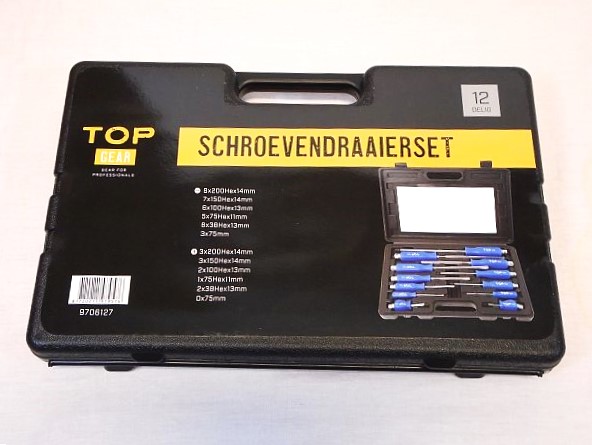 12
DELIG
TOP
GEAR
GEAR FOR
PROFESSIONALS
SCHROEVENDRAAIERSET
8x200Hex14mm
7x150Hex14mm
6x100Hex13mm
5x75Hex11mm
8x38Hex13mm
3x75mm
3x200Hex14mm
3x150Hex14mm
2x100Hex13mm
1x75Hex11mm
2x38Hex13mm
0x75mm
9706127